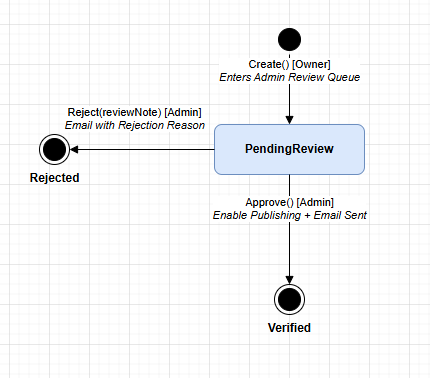 Create() [Owner]
Enters Admin Review Queue
Reject(reviewNote) [Admin]
Email with Rejection Reason
PendingReview
Rejected
Approve() [Admin]
Enable Publishing + Email Sent
Verified